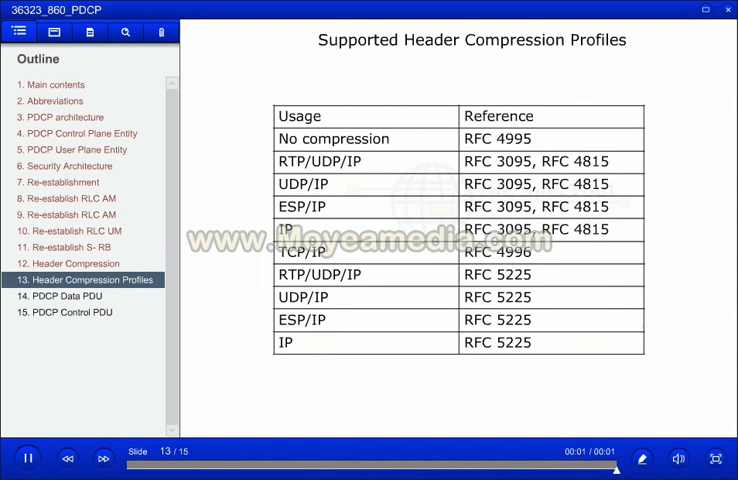 36323_860_PDCP
Outline
1. Main contents
2. Abbreviations
3. PDCP architecture
4. PDCP Control Plane Entity
5. PDCP User Plane Entity
6. Security Architecture
7. Re-establishment
8. Re-establish RLC AM
9. Re-establish RLC AM
10. Re-establish RLC UM
11. Re-establish S- RB
12. Header Compression
13. Header Compression Profiles
14. PDCP Data PDU
15. PDCP Control PDU
Supported Header Compression Profiles
Usage Reference
No compression RFC 4995
RTP/UDP/IP RFC 3095, RFC 4815
UDP/IP RFC 3095, RFC 4815
ESP/IP RFC 3095, RFC 4815
IP RFC 3095, RFC 4815
www.Moyeamedia.com
TCP/IP RFC 4996
RTP/UDP/IP RFC 5225
UDP/IP RFC 5225
ESP/IP RFC 5225
IP RFC 5225
Slide 13 / 15 00:01 / 00:01